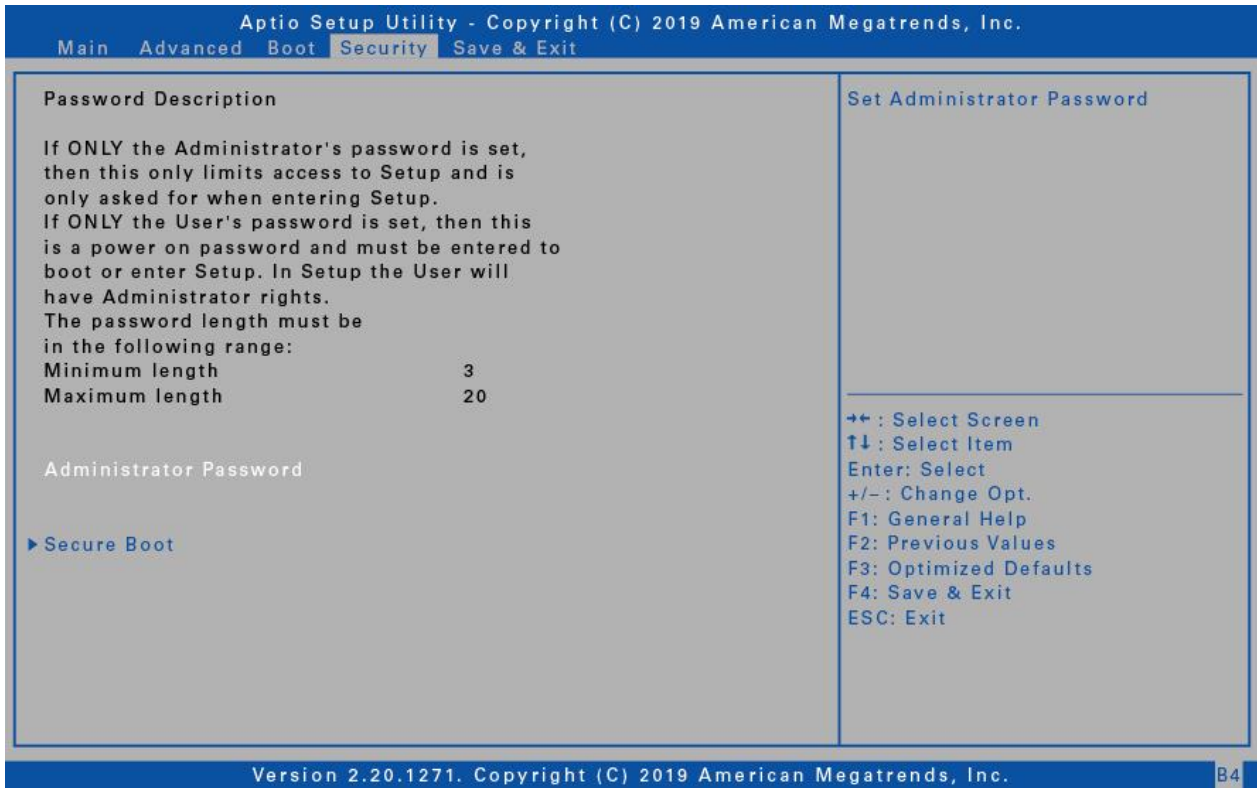 Aptio Setup Utility - Copyright (C) 2019 American Megatrends, Inc.
Main Advanced Boot Security Save & Exit
Password Description
If ONLY the Administrator's password is set,
then this only limits access to Setup and is
only asked for when entering Setup.
If ONLY the User's password is set, then this
is a power on password and must be entered to
boot or enter Setup. In Setup the User will
have Administrator rights.
The password length must be
in the following range:
Minimum length 3
Maximum length 20
Administrator Password
▶ Secure Boot
Set Administrator Password
→← : Select Screen
↑↓ : Select Item
Enter: Select
+/– : Change Opt.
F1: General Help
F2: Previous Values
F3: Optimized Defaults
F4: Save & Exit
ESC: Exit
Version 2.20.1271. Copyright (C) 2019 American Megatrends, Inc.
B4